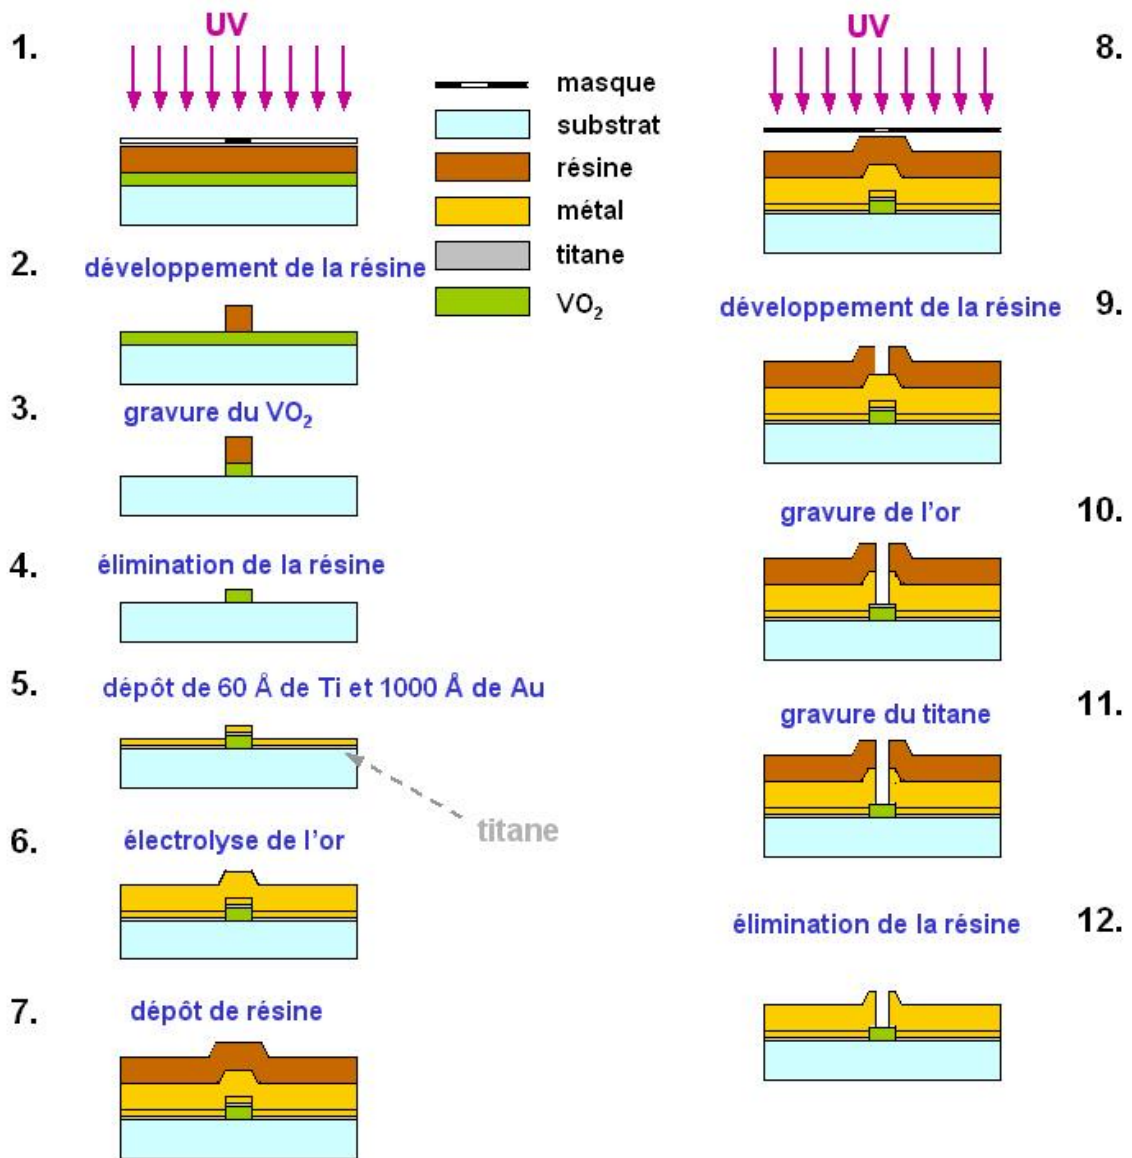 1.
UV
masque
substrat
résine
métal
titane
VO₂
2.
développement de la résine
3.
gravure du VO₂
4.
élimination de la résine
5.
dépôt de 60 Å de Ti et 1000 Å de Au
titane
6.
électrolyse de l'or
7.
dépôt de résine
UV
8.
développement de la résine
9.
gravure de l'or
10.
gravure du titane
11.
élimination de la résine
12.